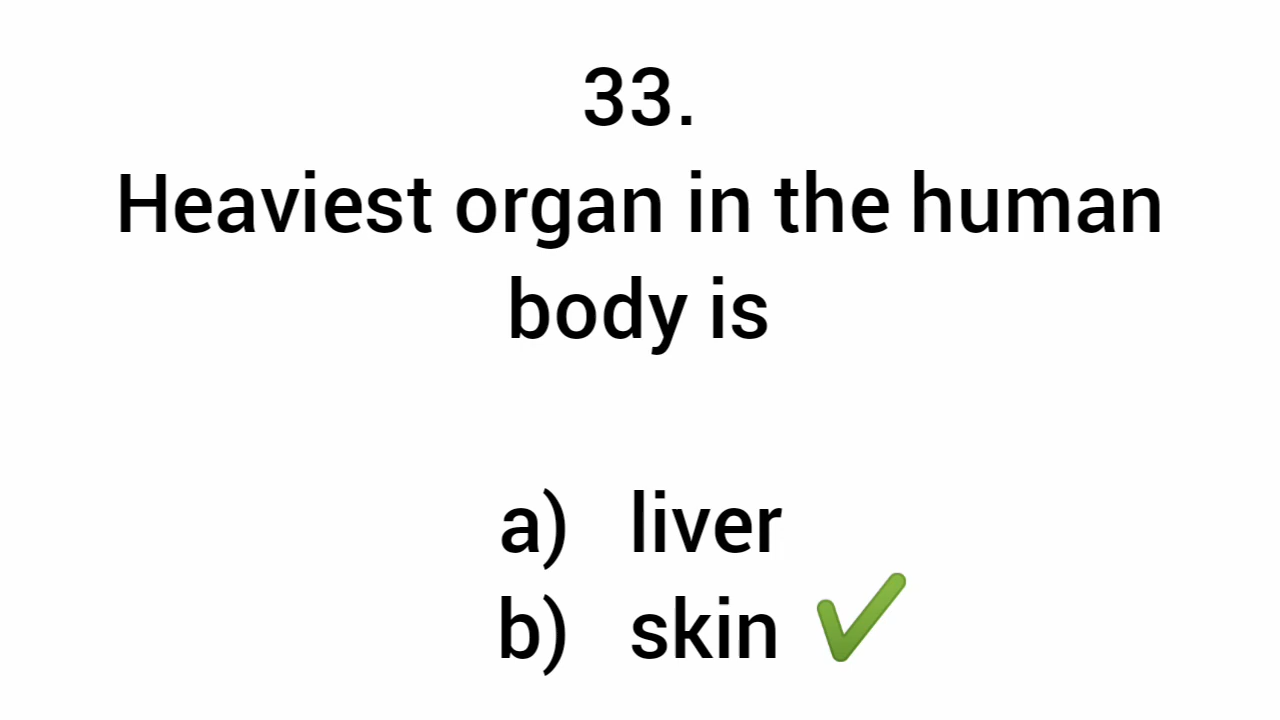 33.
Heaviest organ in the human
body is
a) liver
b) skin ✔